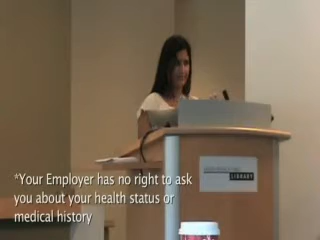 *Your Employer has no right to ask
you about your health status or
medical history
LIBRARY